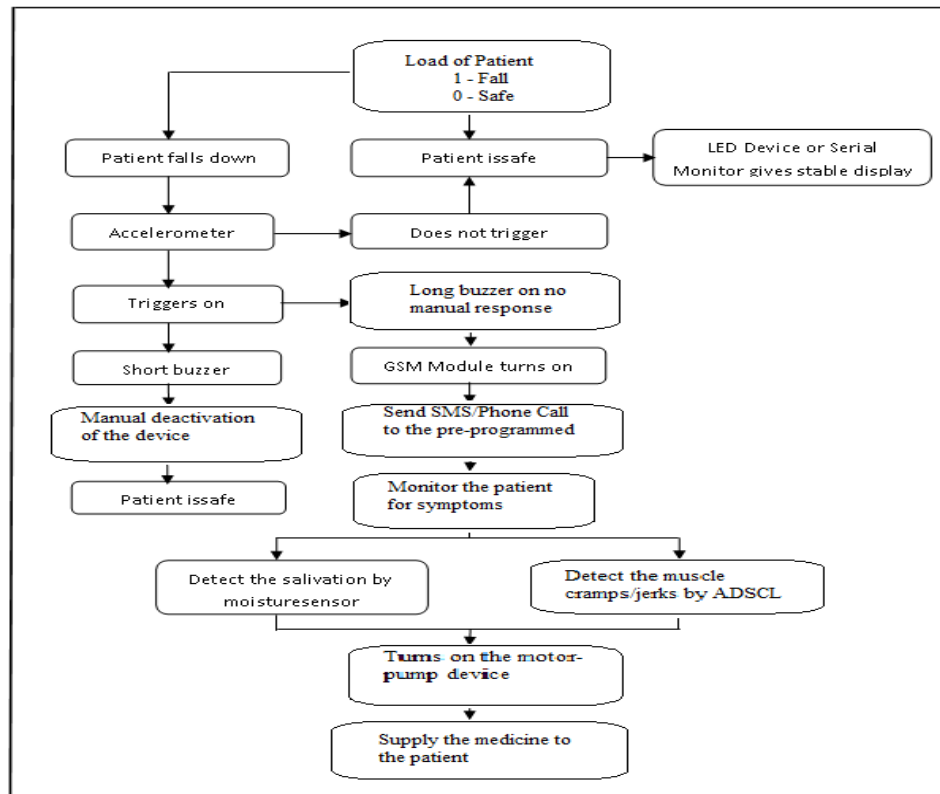 Load of Patient
1 - Fall
0 - Safe
Patient falls down
Patient issafe
LED Device or Serial
Monitor gives stable display
Accelerometer
Does not trigger
Triggers on
Long buzzer on no
manual response
Short buzzer
GSM Module turns on
Manual deactivation
of the device
Send SMS/Phone Call
to the pre-programmed
Patient issafe
Monitor the patient
for symptoms
Detect the salivation by
moisturesensor
Detect the muscle
cramps/jerks by ADSCL
Turns on the motor-
pump device
Supply the medicine to
the patient